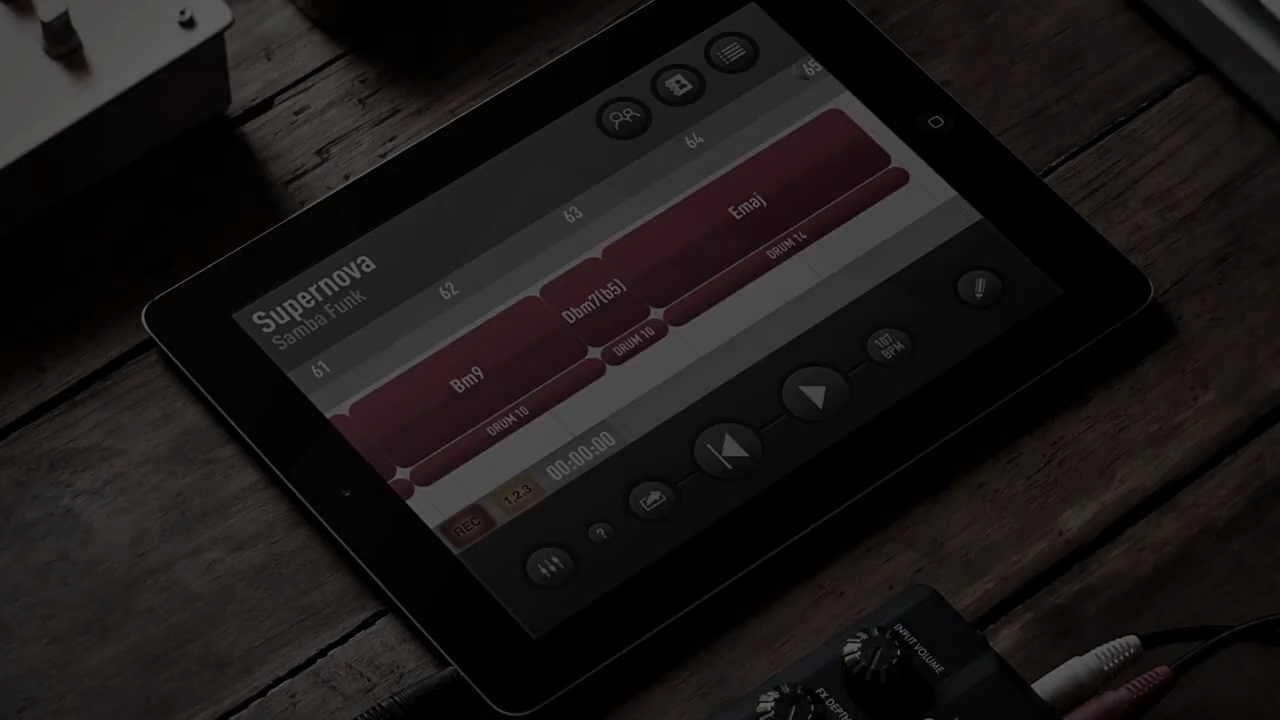 Supernova
Samba Funk
61
62
63
64
65
Bm9
Dbm7(b5)
Emaj
DRUM 10
DRUM 10
DRUM 14
REC
1,2,3
00:00:00
?
187
BPM
INPUT VOLUME
FX DEPTH